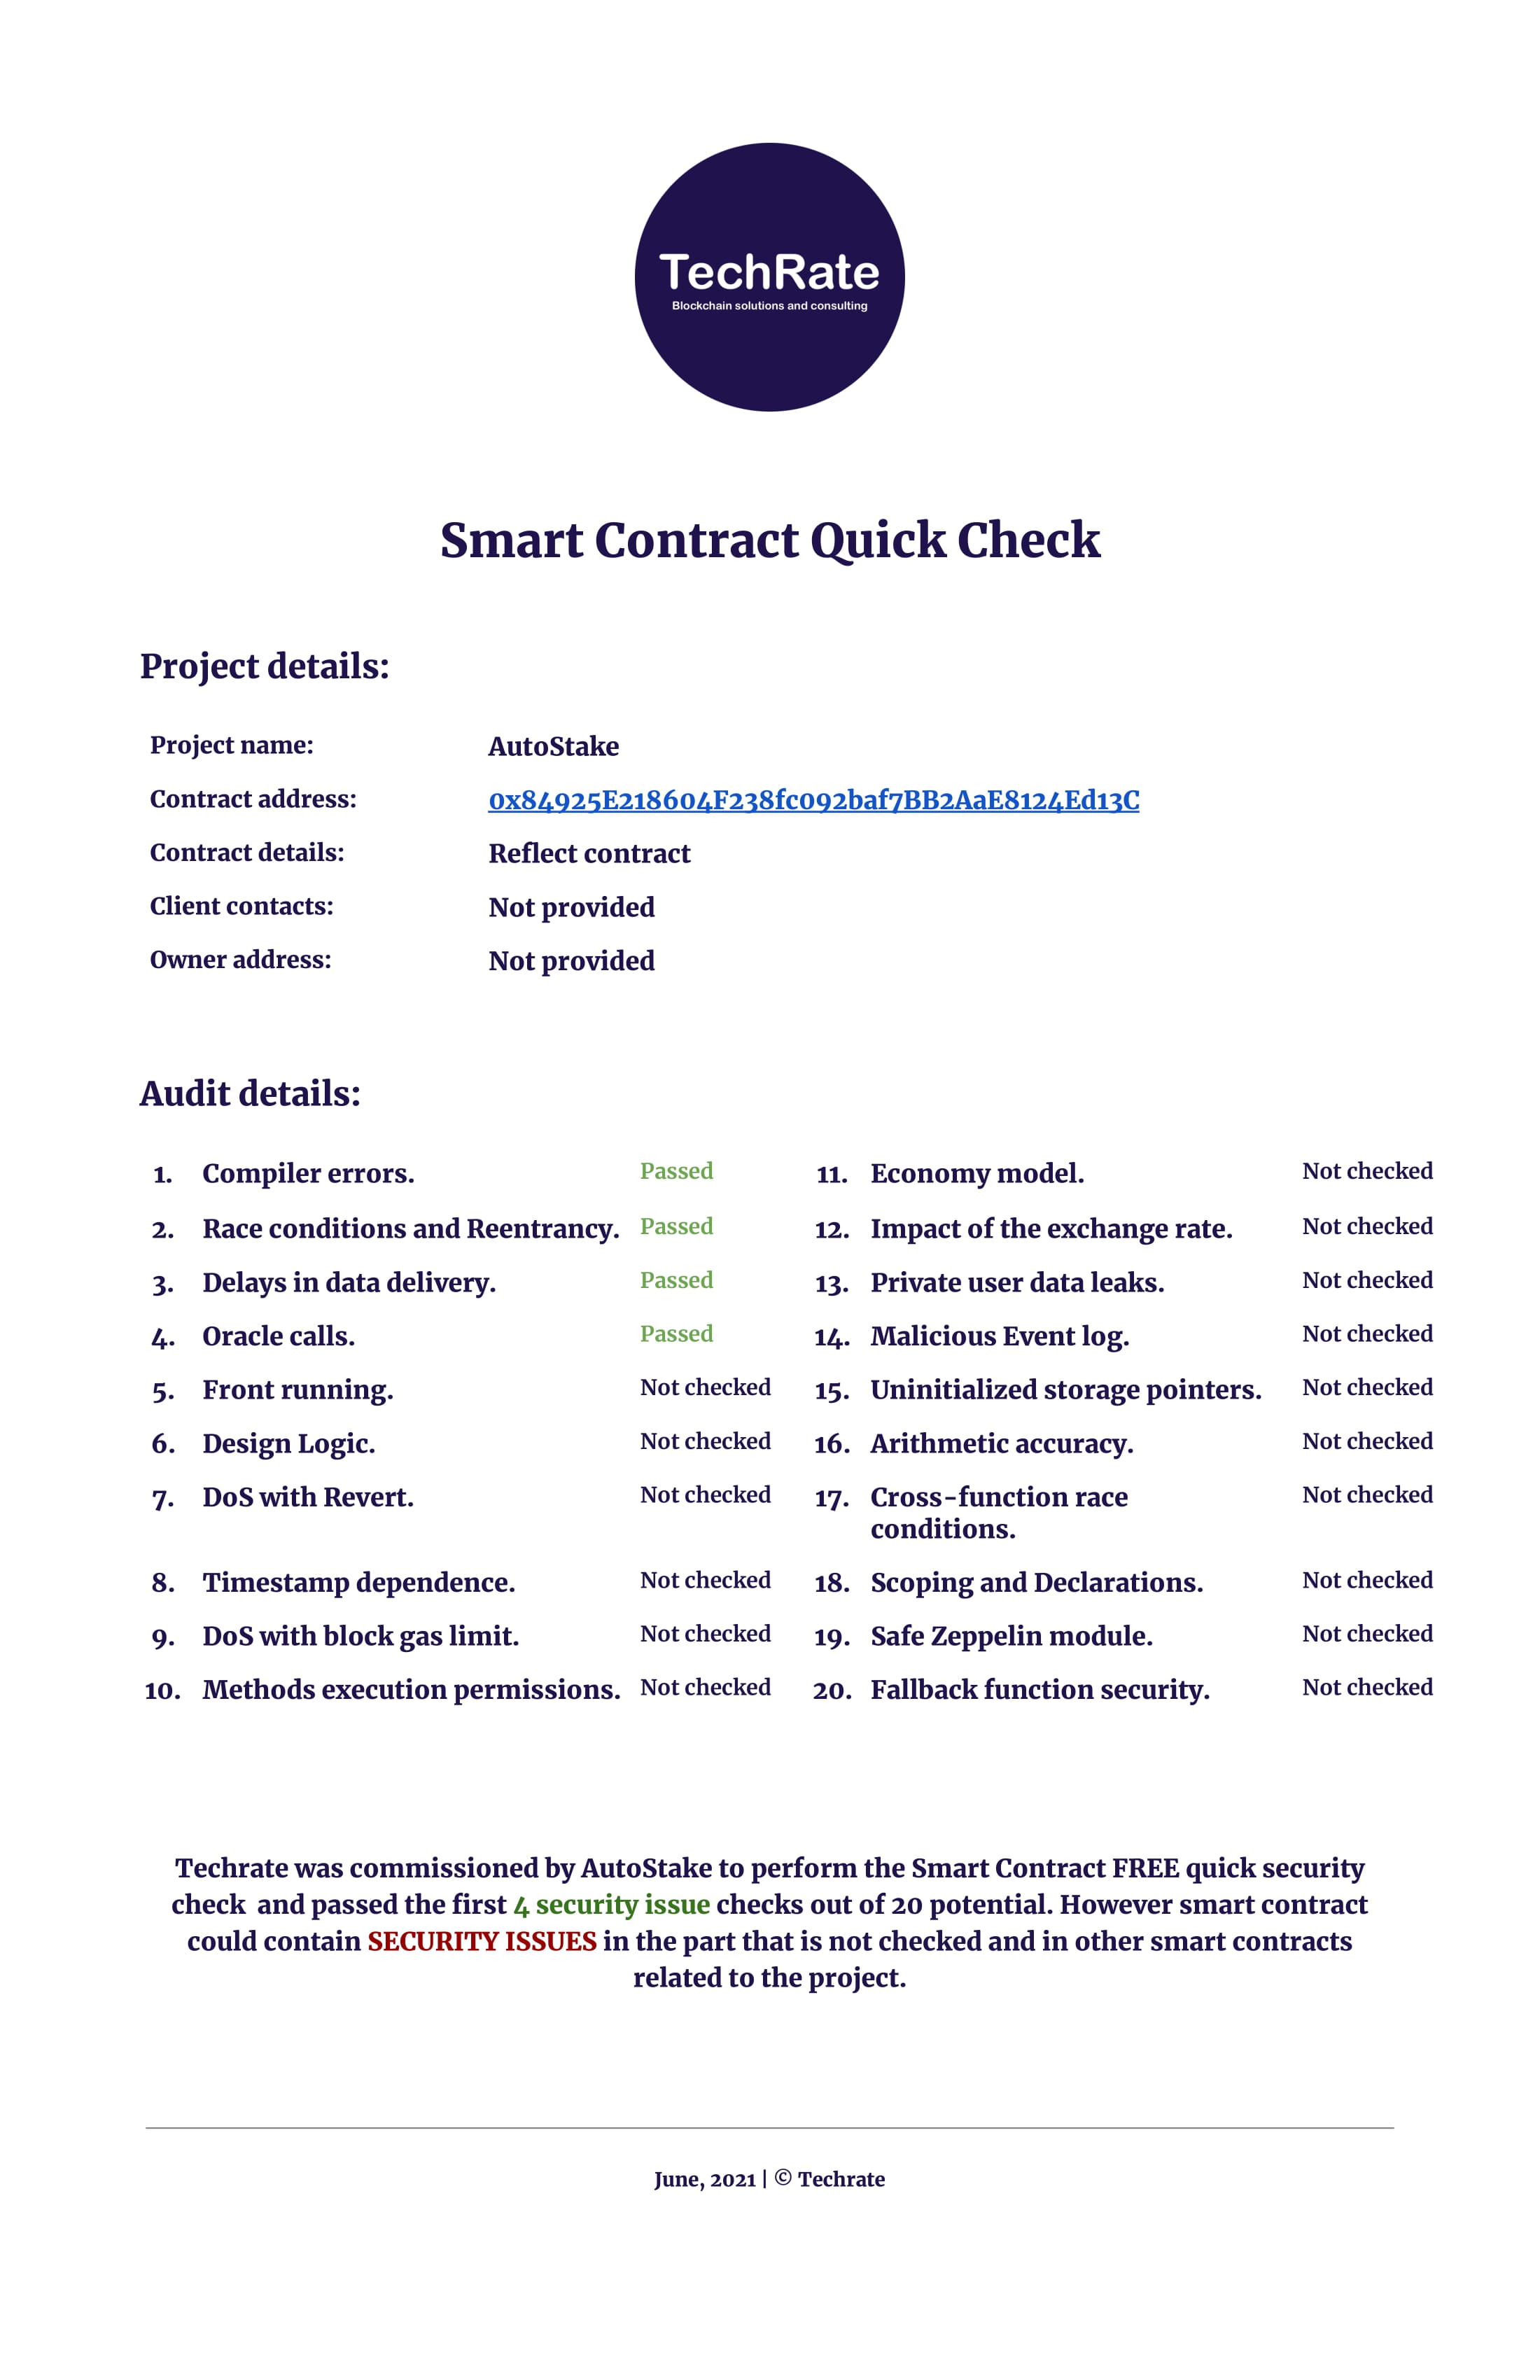 TechRate
Blockchain solutions and consulting
Smart Contract Quick Check
Project details:
Project name: AutoStake
Contract address: 0x84925E218604F238fc092baf7BB2AaE8124Ed13C
Contract details: Reflect contract
Client contacts: Not provided
Owner address: Not provided
Audit details:
1. Compiler errors. Passed
2. Race conditions and Reentrancy. Passed
3. Delays in data delivery. Passed
4. Oracle calls. Passed
5. Front running. Not checked
6. Design Logic. Not checked
7. DoS with Revert. Not checked
8. Timestamp dependence. Not checked
9. DoS with block gas limit. Not checked
10. Methods execution permissions. Not checked
11. Economy model. Not checked
12. Impact of the exchange rate. Not checked
13. Private user data leaks. Not checked
14. Malicious Event log. Not checked
15. Uninitialized storage pointers. Not checked
16. Arithmetic accuracy. Not checked
17. Cross-function race Not checked
conditions.
18. Scoping and Declarations. Not checked
19. Safe Zeppelin module. Not checked
20. Fallback function security. Not checked
Techrate was commissioned by AutoStake to perform the Smart Contract FREE quick security
check and passed the first 4 security issue checks out of 20 potential. However smart contract
could contain SECURITY ISSUES in the part that is not checked and in other smart contracts
related to the project.
June, 2021 | © Techrate